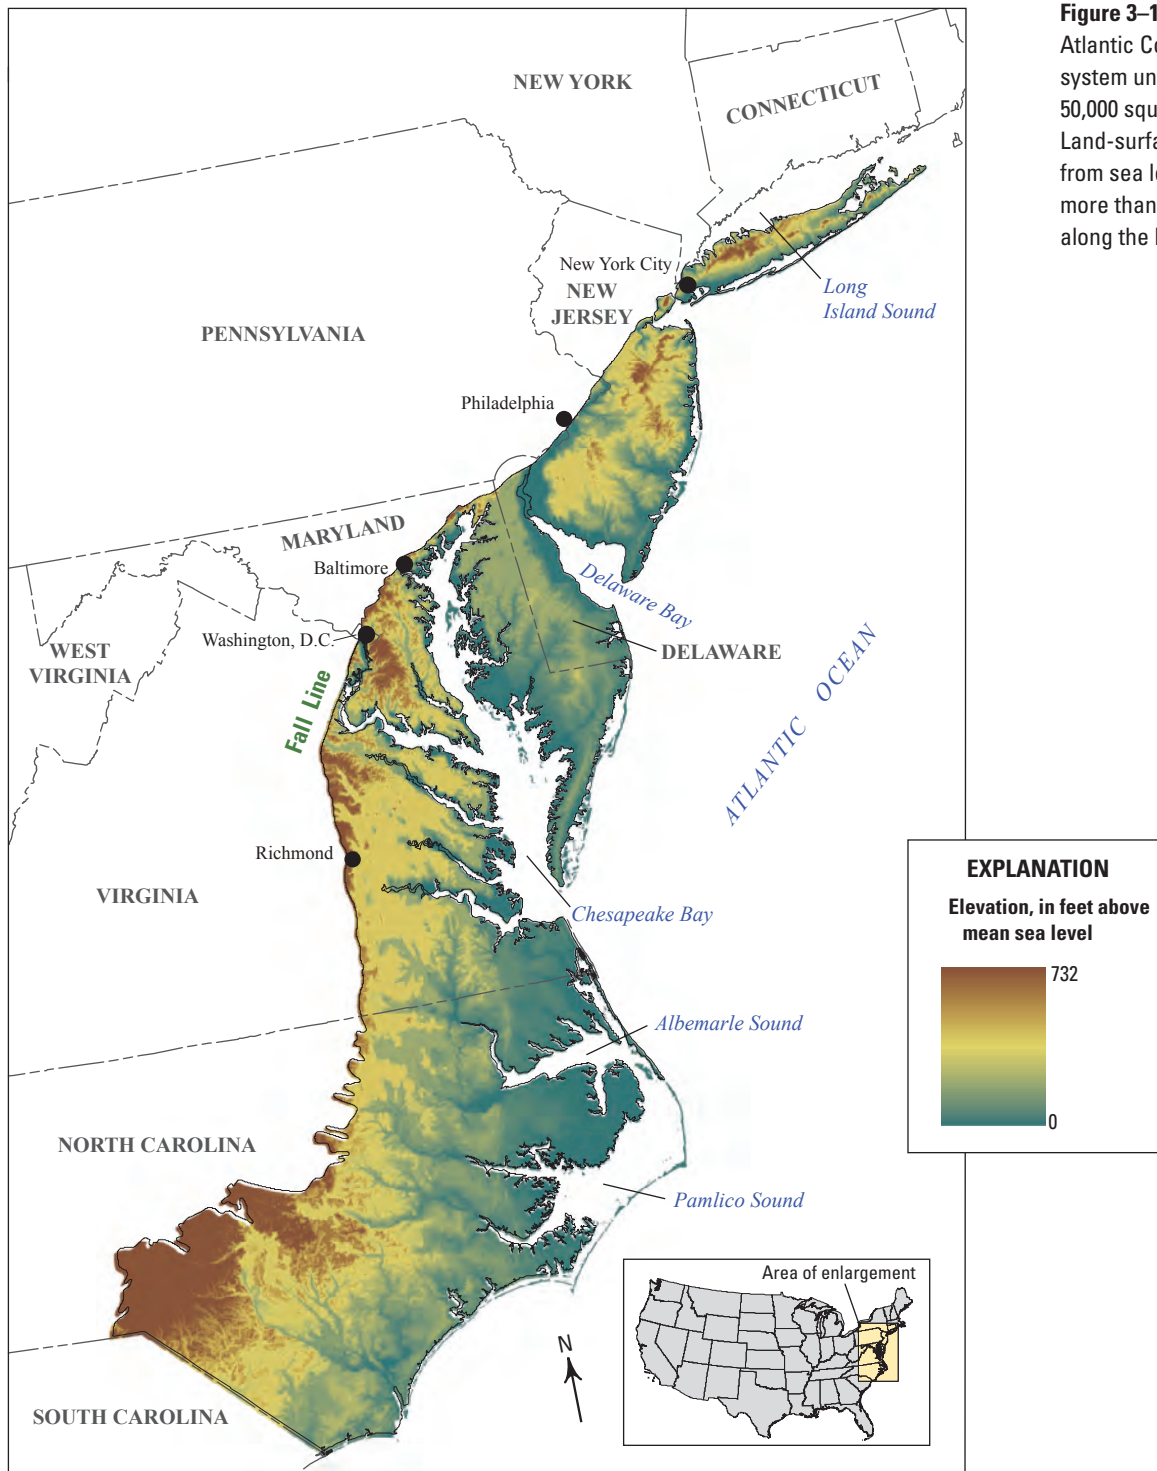 Figure 3–1
Atlantic Co
system un
50,000 squ
Land-surfa
from sea le
more than
along the
NEW YORK
CONNECTICUT
New York City
NEW
JERSEY
Long
Island Sound
PENNSYLVANIA
Philadelphia
MARYLAND
Baltimore
Delaware Bay
Washington, D.C.
WEST
VIRGINIA
DELAWARE
Fall Line
ATLANTIC OCEAN
Richmond
VIRGINIA
Chesapeake Bay
EXPLANATION
Elevation, in feet above
mean sea level
732
0
Albemarle Sound
NORTH CAROLINA
Pamlico Sound
Area of enlargement
N
SOUTH CAROLINA